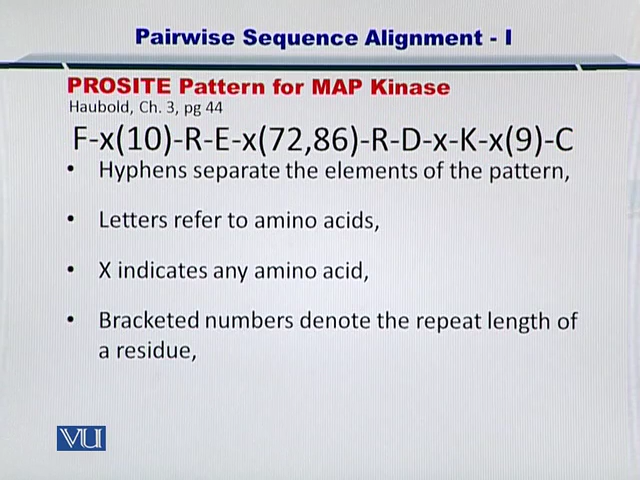 Pairwise Sequence Alignment - I
PROSITE Pattern for MAP Kinase
Haubold, Ch. 3, pg 44
F-x(10)-R-E-x(72,86)-R-D-x-K-x(9)-C
• Hyphens separate the elements of the pattern,
• Letters refer to amino acids,
• X indicates any amino acid,
• Bracketed numbers denote the repeat length of
a residue,
VU